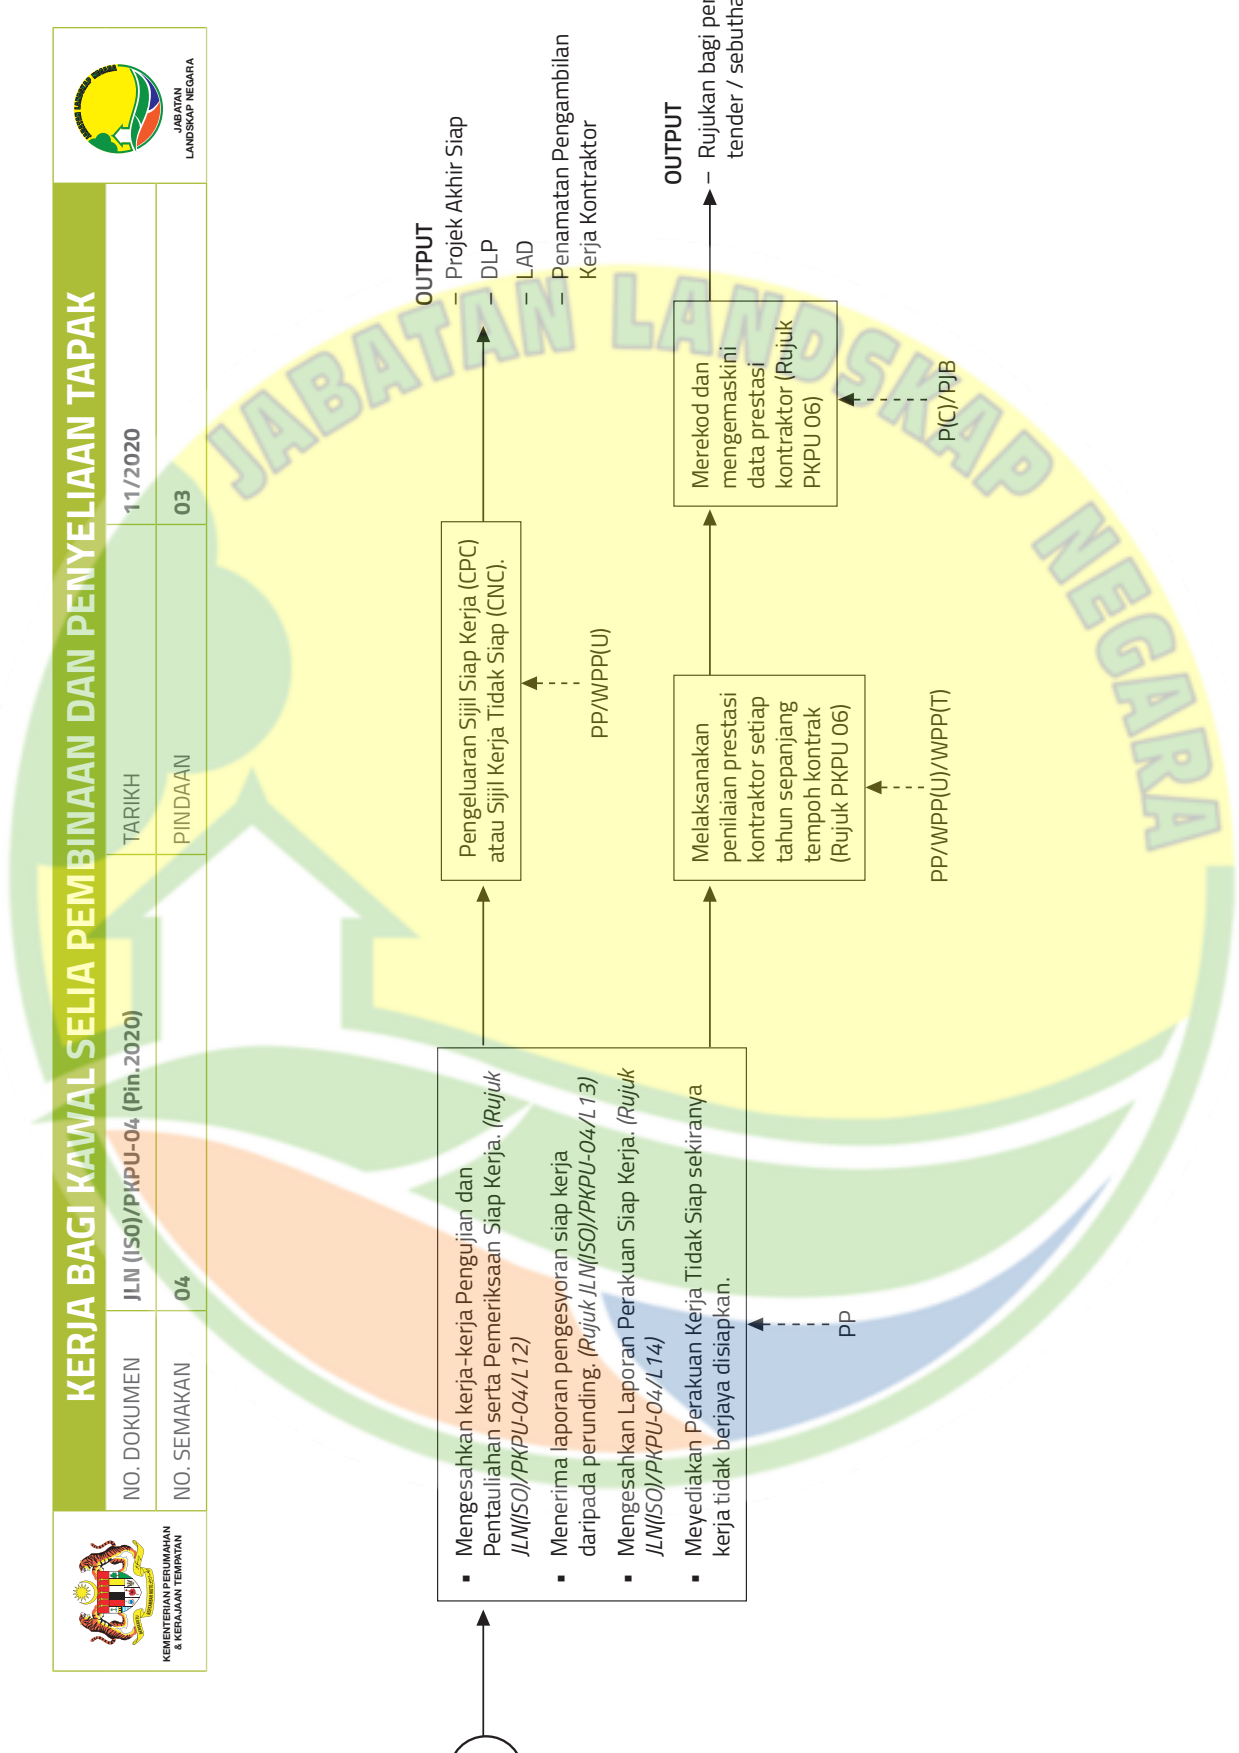 KEMENTERIAN PERUMAHAN
& KERAJAAN TEMPATAN
KERJA BAGI KAWAL SELIA PEMBINAAN DAN PENYELIAAN TAPAK
NO. DOKUMEN
JLN (ISO)/PKPU-04 (Pin.2020)
TARIKH
11/2020
NO. SEMAKAN
04
PINDAAN
03
JABATAN LANDSKAP NEGARA
JABATAN
LANDSKAP NEGARA
▪ Mengesahkan kerja-kerja Pengujian dan
Pentauliahan serta Pemeriksaan Siap Kerja. (Rujuk
JLN(ISO)/PKPU-04/L12)
▪ Menerima laporan pengesyoran siap kerja
daripada perunding. (Rujuk JLN(ISO)/PKPU-04/L13)
▪ Mengesahkan Laporan Perakuan Siap Kerja. (Rujuk
JLN(ISO)/PKPU-04/L14)
▪ Meyediakan Perakuan Kerja Tidak Siap sekiranya
kerja tidak berjaya disiapkan.
PP
Pengeluaran Sijil Siap Kerja (CPC)
atau Sijil Kerja Tidak Siap (CNC).
PP/WPP(U)
OUTPUT
– Projek Akhir Siap
– DLP
– LAD
– Penamatan Pengambilan
Kerja Kontraktor
Melaksanakan
penilaian prestasi
kontraktor setiap
tahun sepanjang
tempoh kontrak
(Rujuk PKPU 06)
PP/WPP(U)/WPP(T)
Merekod dan
mengemaskini
data prestasi
kontraktor (Rujuk
PKPU 06)
P(C)/PJB
OUTPUT
– Rujukan bagi
tender /
JABATAN LANDSKAP NEGARA